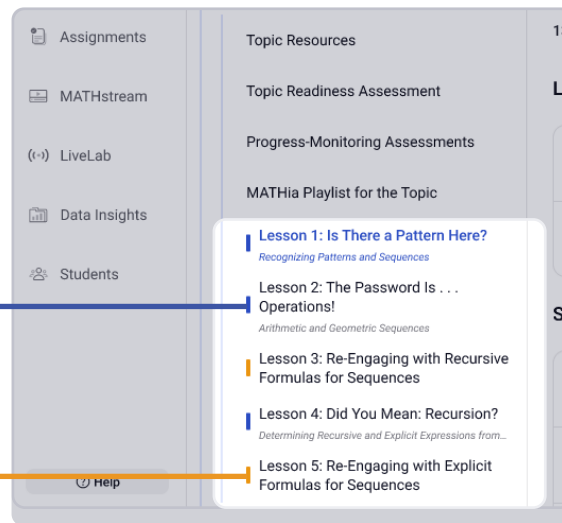 Assignments
MATHstream
LiveLab
Data Insights
Students
Help
Topic Resources
Topic Readiness Assessment
Progress-Monitoring Assessments
MATHia Playlist for the Topic
Lesson 1: Is There a Pattern Here?
Recognizing Patterns and Sequences
Lesson 2: The Password Is . . .
Operations!
Arithmetic and Geometric Sequences
Lesson 3: Re-Engaging with Recursive
Formulas for Sequences
Lesson 4: Did You Mean: Recursion?
Determining Recursive and Explicit Expressions from...
Lesson 5: Re-Engaging with Explicit
Formulas for Sequences
L
S